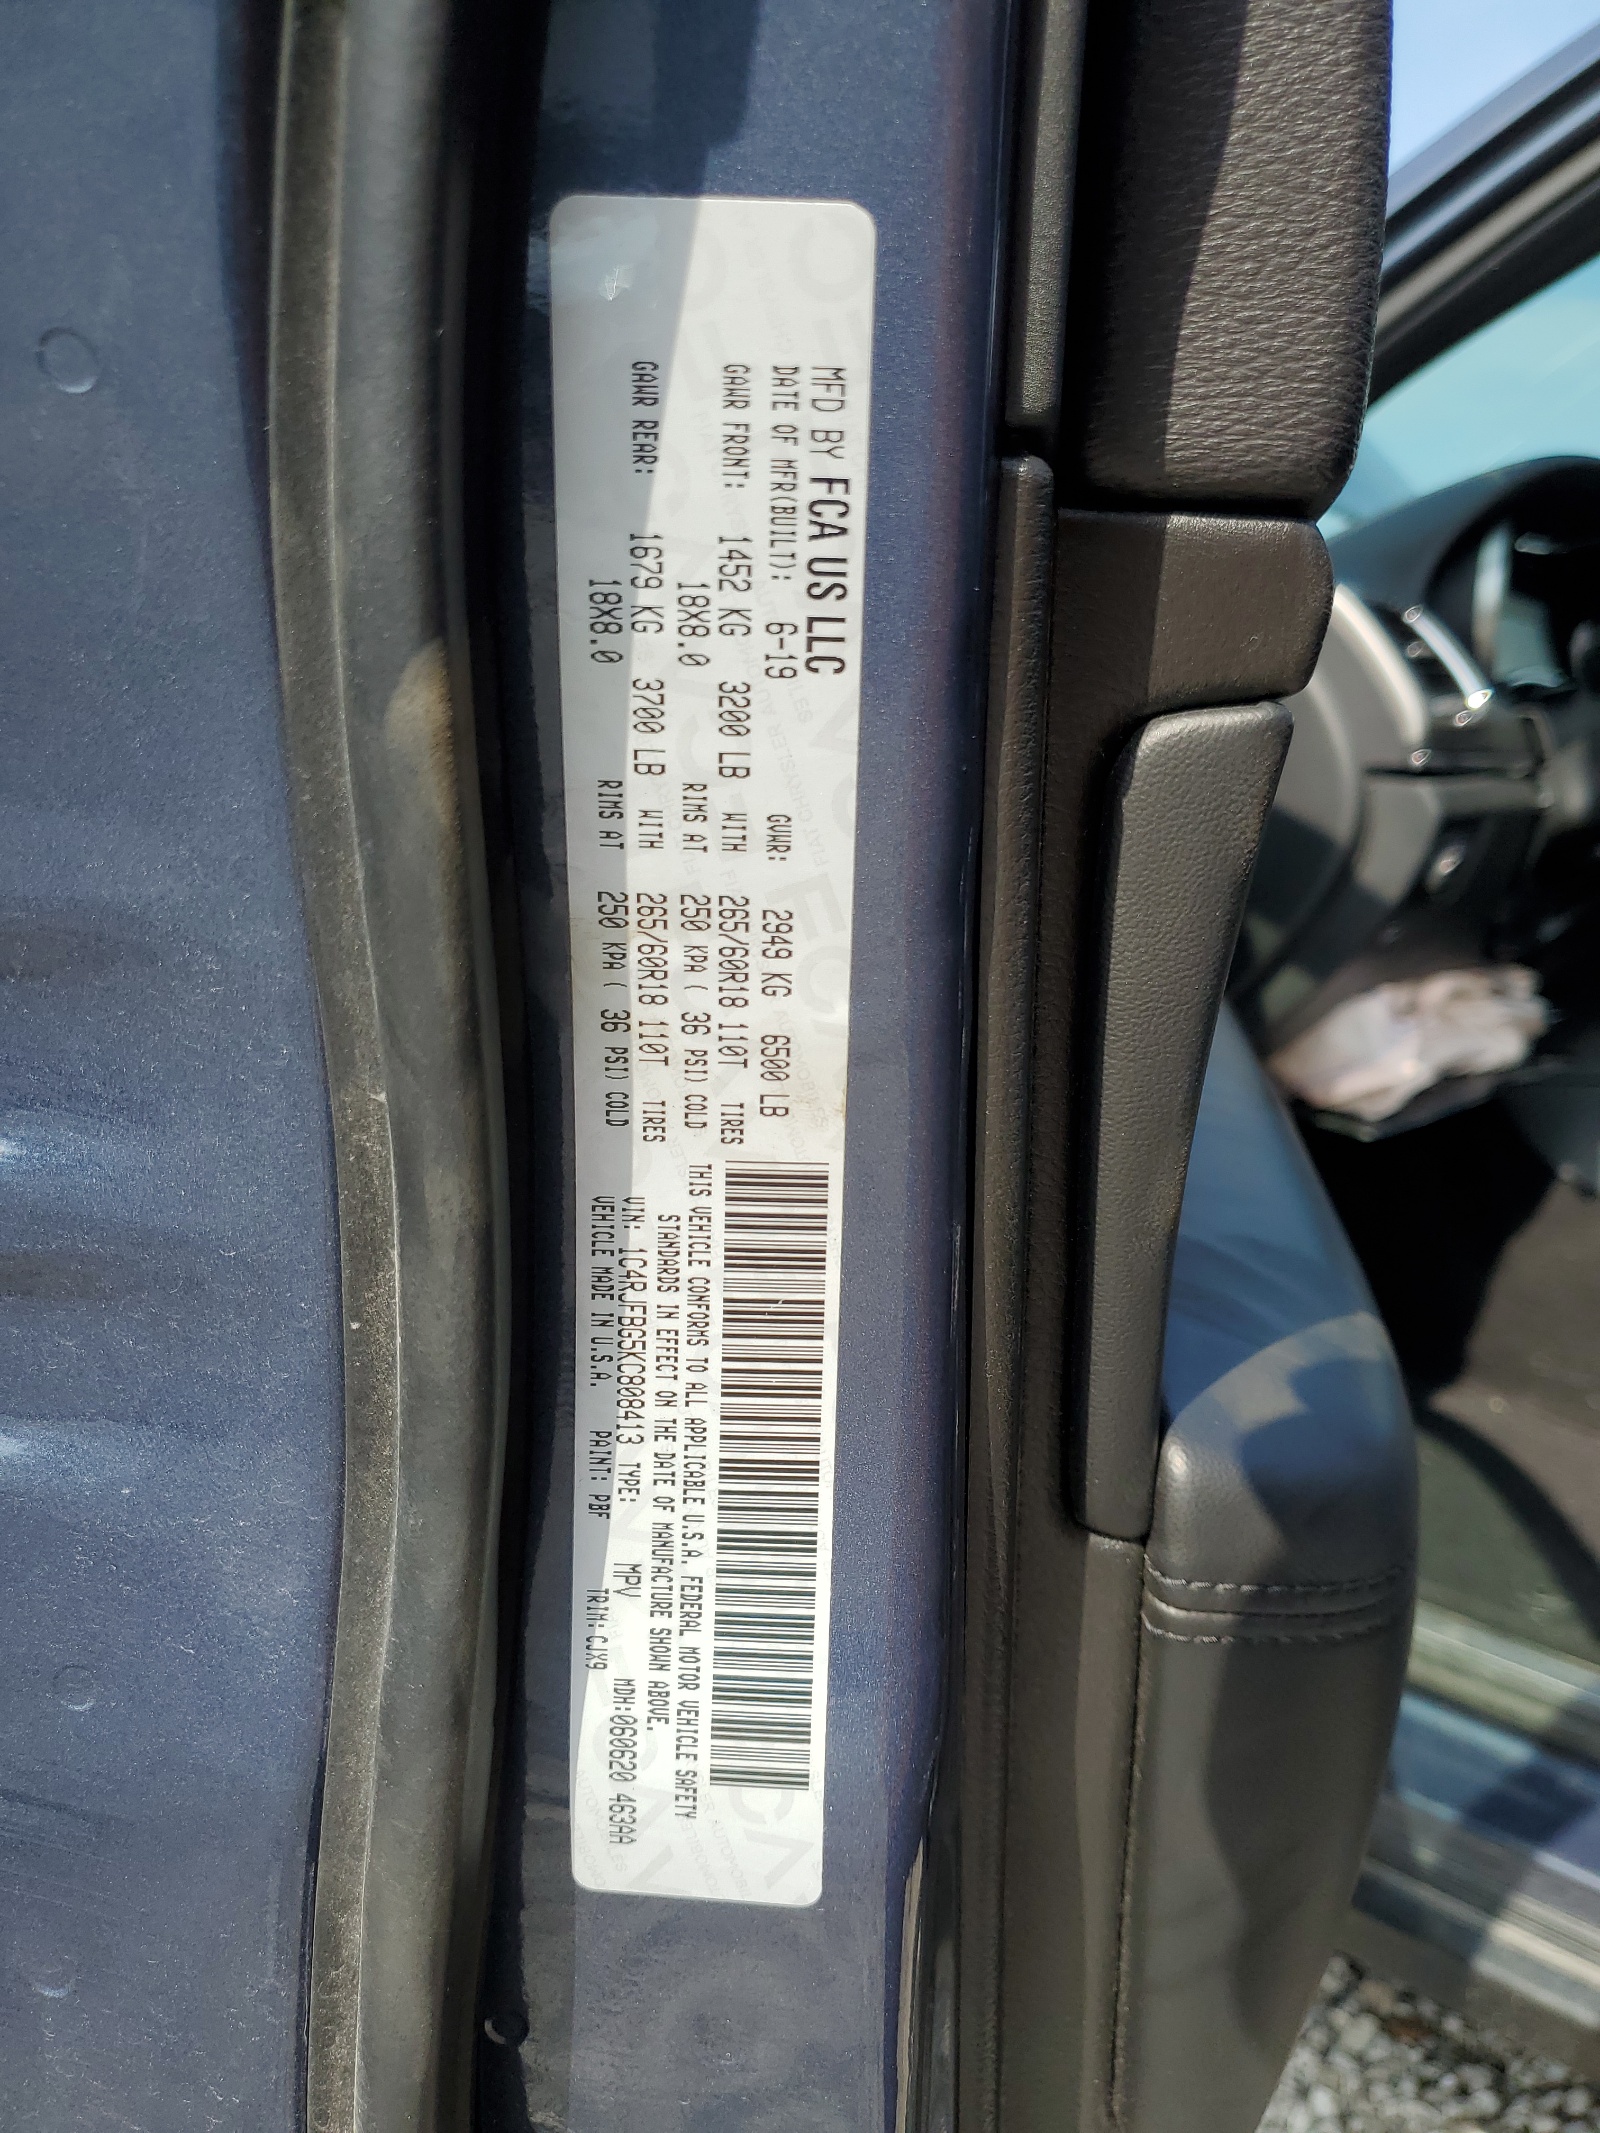 MFD BY FCA US LLC
DATE OF MFR(BUILT): 6-19 GVWR: 2949 KG 6500 LB
GAWR FRONT: 1452 KG 3200 LB WITH 265/60R18 110T TIRES
18X8.0 RIMS AT 250 KPA ( 36 PSI) COLD
GAWR REAR: 1679 KG 3700 LB WITH 265/60R18 110T TIRES
18X8.0 RIMS AT 250 KPA ( 36 PSI) COLD
THIS VEHICLE CONFORMS TO ALL APPLICABLE U.S.A. FEDERAL MOTOR VEHICLE SAFETY
STANDARDS IN EFFECT ON THE DATE OF MANUFACTURE SHOWN ABOVE.
VIN: 1C4RJFBG5KC808413 TYPE: MPV MDH:060620 463AA
VEHICLE MADE IN U.S.A. PAINT: PBF TRIM: CJX9